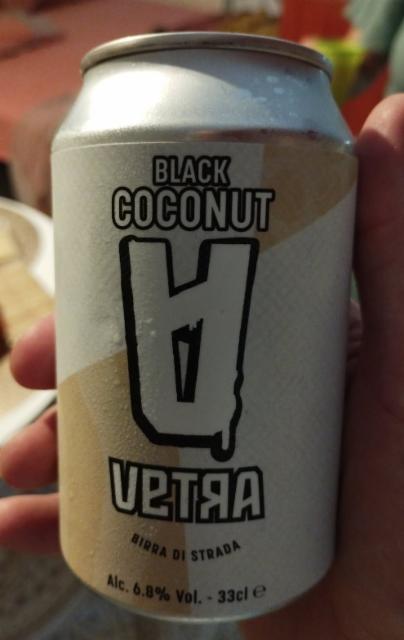 BLACK
COCONUT
VETRA
BIRRA DI STRADA
Alc. 6.8% Vol. - 33cl ℮